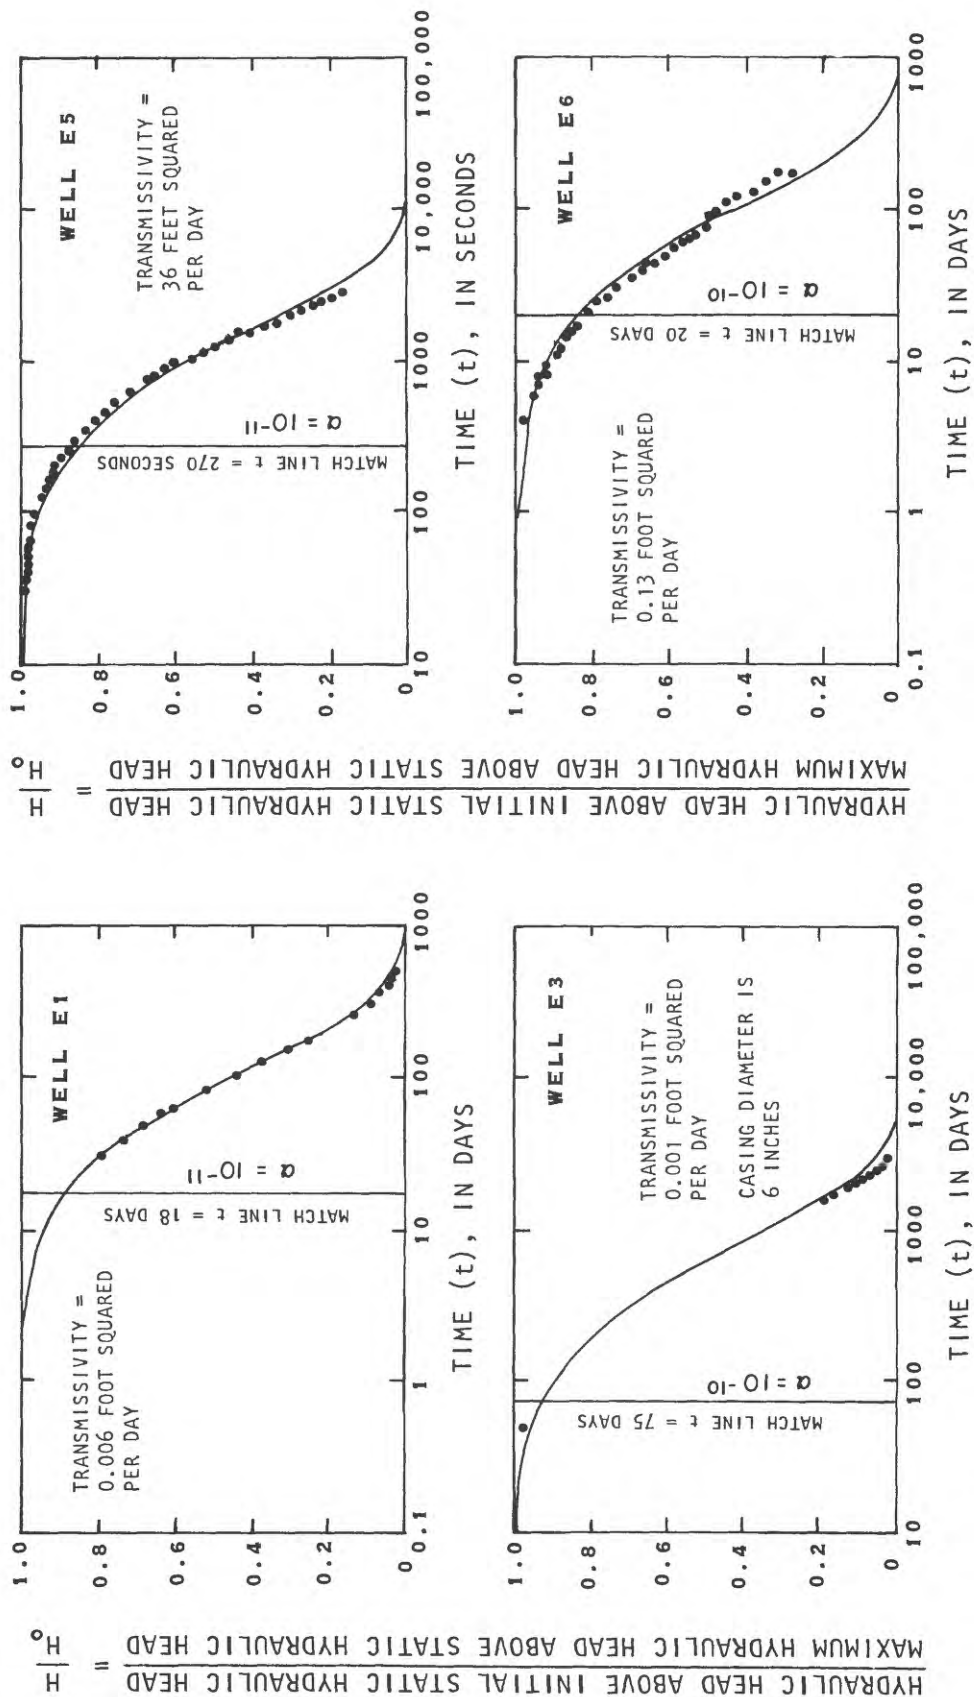 HYDRAULIC HEAD ABOVE INITIAL STATIC HYDRAULIC HEAD
MAXIMUM HYDRAULIC HEAD ABOVE STATIC HYDRAULIC HEAD
=
H
H₀
1.0
0.8
0.6
0.4
0.2
0
WELL E1
TRANSMISSIVITY =
0.006 FOOT SQUARED
PER DAY
MATCH LINE t = 18 DAYS
α = 10⁻¹¹
0.1
1
10
100
1000
TIME (t), IN DAYS
HYDRAULIC HEAD ABOVE INITIAL STATIC HYDRAULIC HEAD
MAXIMUM HYDRAULIC HEAD ABOVE STATIC HYDRAULIC HEAD
=
H
H₀
1.0
0.8
0.6
0.4
0.2
0
WELL E5
TRANSMISSIVITY =
36 FEET SQUARED
PER DAY
MATCH LINE t = 270 SECONDS
α = 10⁻¹¹
10
100
1000
10,000
100,000
TIME (t), IN SECONDS
1.0
0.8
0.6
0.4
0.2
0
WELL E3
TRANSMISSIVITY =
0.001 FOOT SQUARED
PER DAY
CASING DIAMETER IS
6 INCHES
MATCH LINE t = 75 DAYS
α = 10⁻¹⁰
10
100
1000
10,000
100,000
TIME (t), IN DAYS
1.0
0.8
0.6
0.4
0.2
0
WELL E6
TRANSMISSIVITY =
0.13 FOOT SQUARED
PER DAY
MATCH LINE t = 20 DAYS
α = 10⁻¹⁰
0.1
1
10
100
1000
TIME (t), IN DAYS